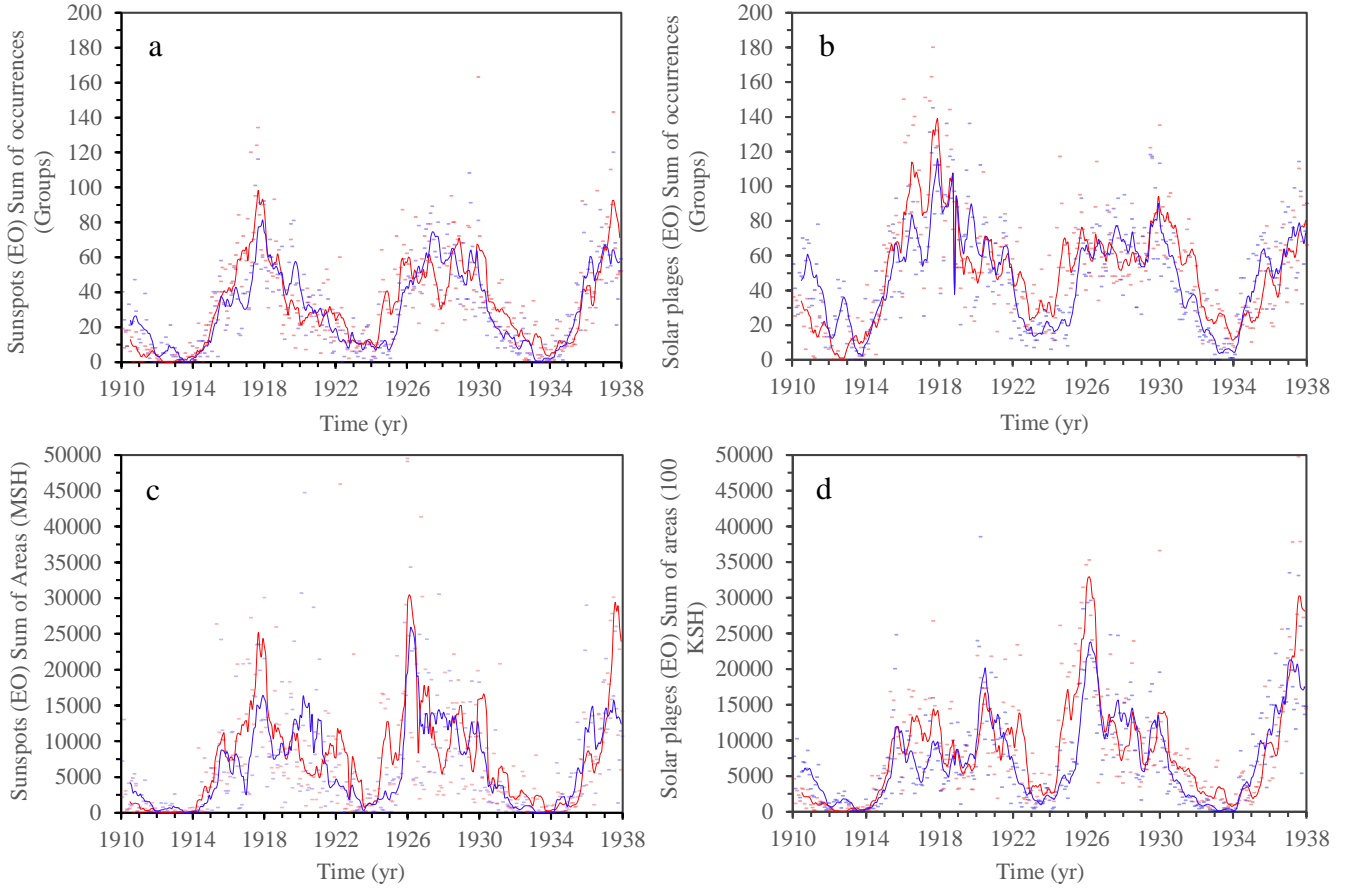 Sunspots (EO) Sum of occurrences
(Groups)
200
180
160
140
120
100
80
60
40
20
0
a
1910 1914 1918 1922 1926 1930 1934 1938
Time (yr)
Solar plages (EO) Sum of occurrences
(Groups)
200
180
160
140
120
100
80
60
40
20
0
b
1910 1914 1918 1922 1926 1930 1934 1938
Time (yr)
Sunspots (EO) Sum of Areas (MSH)
50000
45000
40000
35000
30000
25000
20000
15000
10000
5000
0
c
1910 1914 1918 1922 1926 1930 1934 1938
Time (yr)
Solar plages (EO) Sum of areas (100
KSH)
50000
45000
40000
35000
30000
25000
20000
15000
10000
5000
0
d
1910 1914 1918 1922 1926 1930 1934 1938
Time (yr)